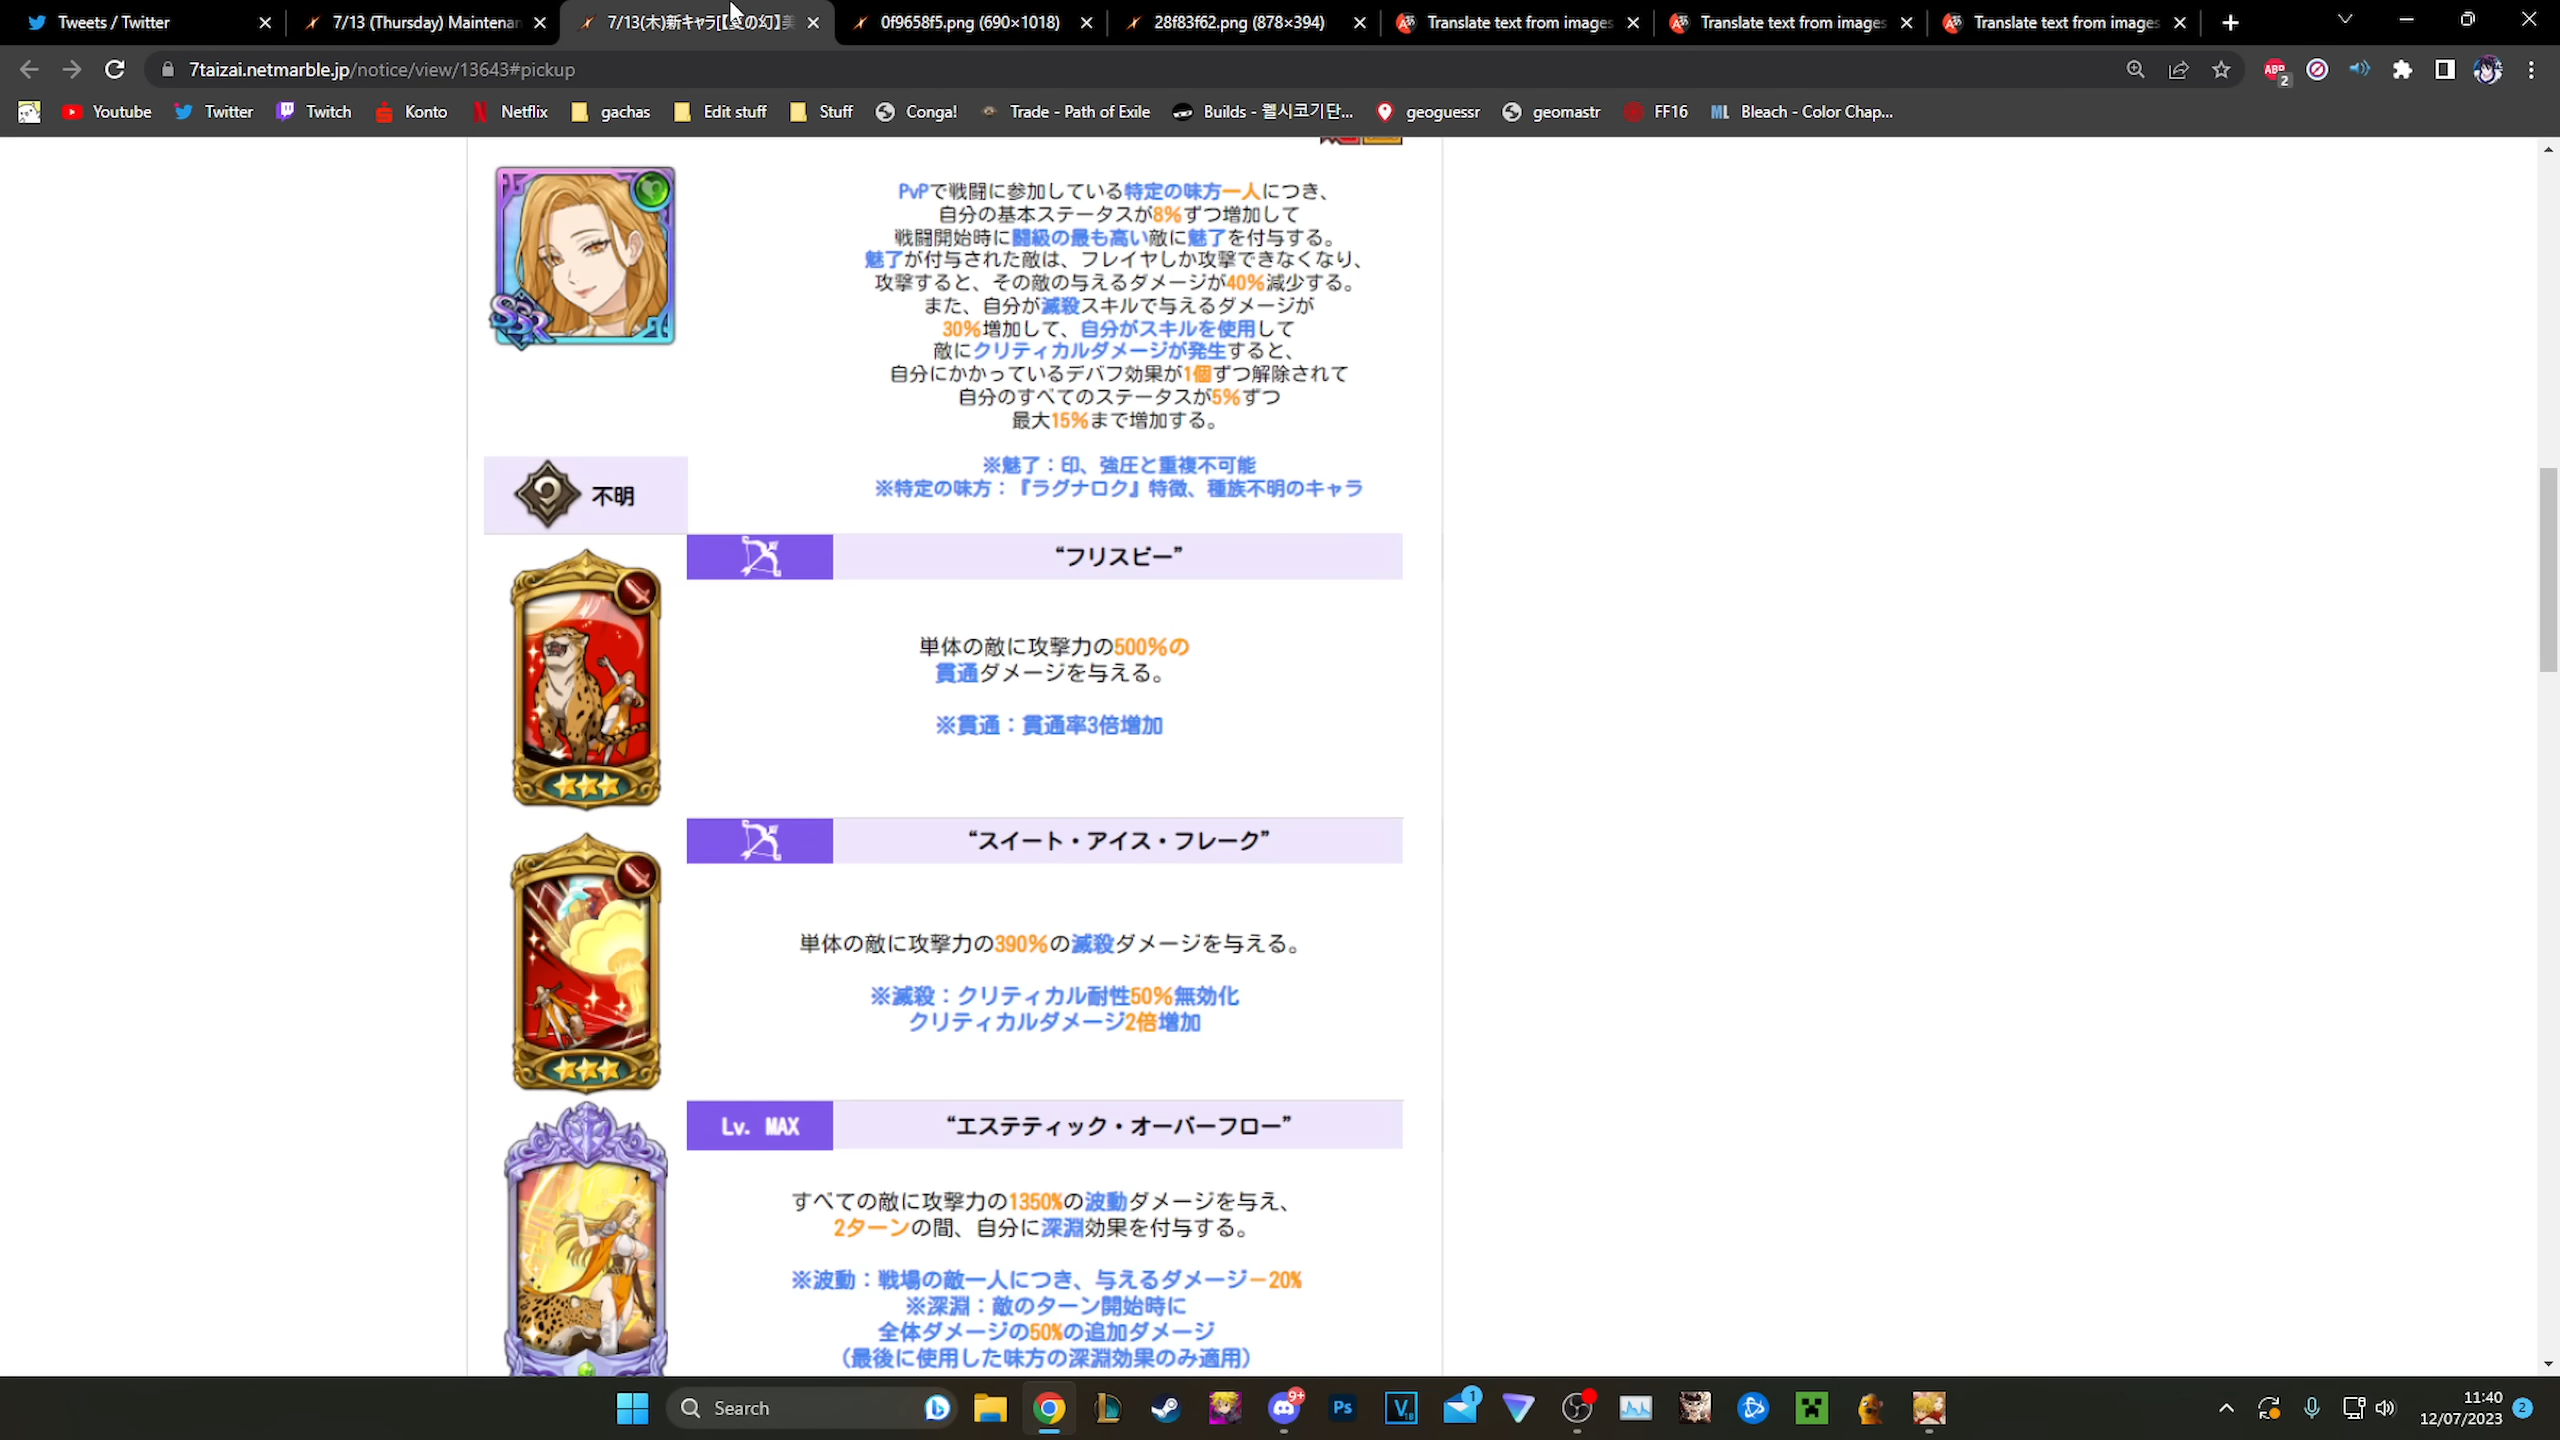 Tweets / Twitter
7/13 (Thursday) Maintenan
7/13(木)新キャラ[【愛の幻】美
0f9658f5.png (690×1018)
28f83f62.png (878×394)
Translate text from images
Translate text from images
Translate text from images
7taizai.netmarble.jp/notice/view/13643#pickup
ABP
2
Youtube
Twitter
Twitch
Konto
Netflix
gachas
Edit stuff
Stuff
Conga!
Trade - Path of Exile
Builds - 웰시코기단...
geoguessr
geomastr
FF16
ML
Bleach - Color Chap...
SSR
PvPで戦闘に参加している特定の味方一人につき、
自分の基本ステータスが8%ずつ増加して
戦闘開始時に闘級の最も高い敵に魅了を付与する。
魅了が付与された敵は、フレイヤしか攻撃できなくなり、
攻撃すると、その敵の与えるダメージが40%減少する。
また、自分が滅殺スキルで与えるダメージが
30%増加して、自分がスキルを使用して
敵にクリティカルダメージが発生すると、
自分にかかっているデバフ効果が1個ずつ解除されて
自分のすべてのステータスが5%ずつ
最大15%まで増加する。
※魅了：印、強圧と重複不可能
※特定の味方：『ラグナロク』特徴、種族不明のキャラ
不明
“フリスビー”
単体の敵に攻撃力の500%の
貫通ダメージを与える。
※貫通：貫通率3倍増加
“スイート・アイス・フレーク”
単体の敵に攻撃力の390%の滅殺ダメージを与える。
※滅殺：クリティカル耐性50%無効化
クリティカルダメージ2倍増加
Lv. MAX
“エステティック・オーバーフロー”
すべての敵に攻撃力の1350%の波動ダメージを与え、
2ターンの間、自分に深淵効果を付与する。
※波動：戦場の敵一人につき、与えるダメージ－20%
※深淵：敵のターン開始時に
全体ダメージの50%の追加ダメージ
（最後に使用した味方の深淵効果のみ適用）
Search
9+
Ps
V
18
1
11:40
12/07/2023
2